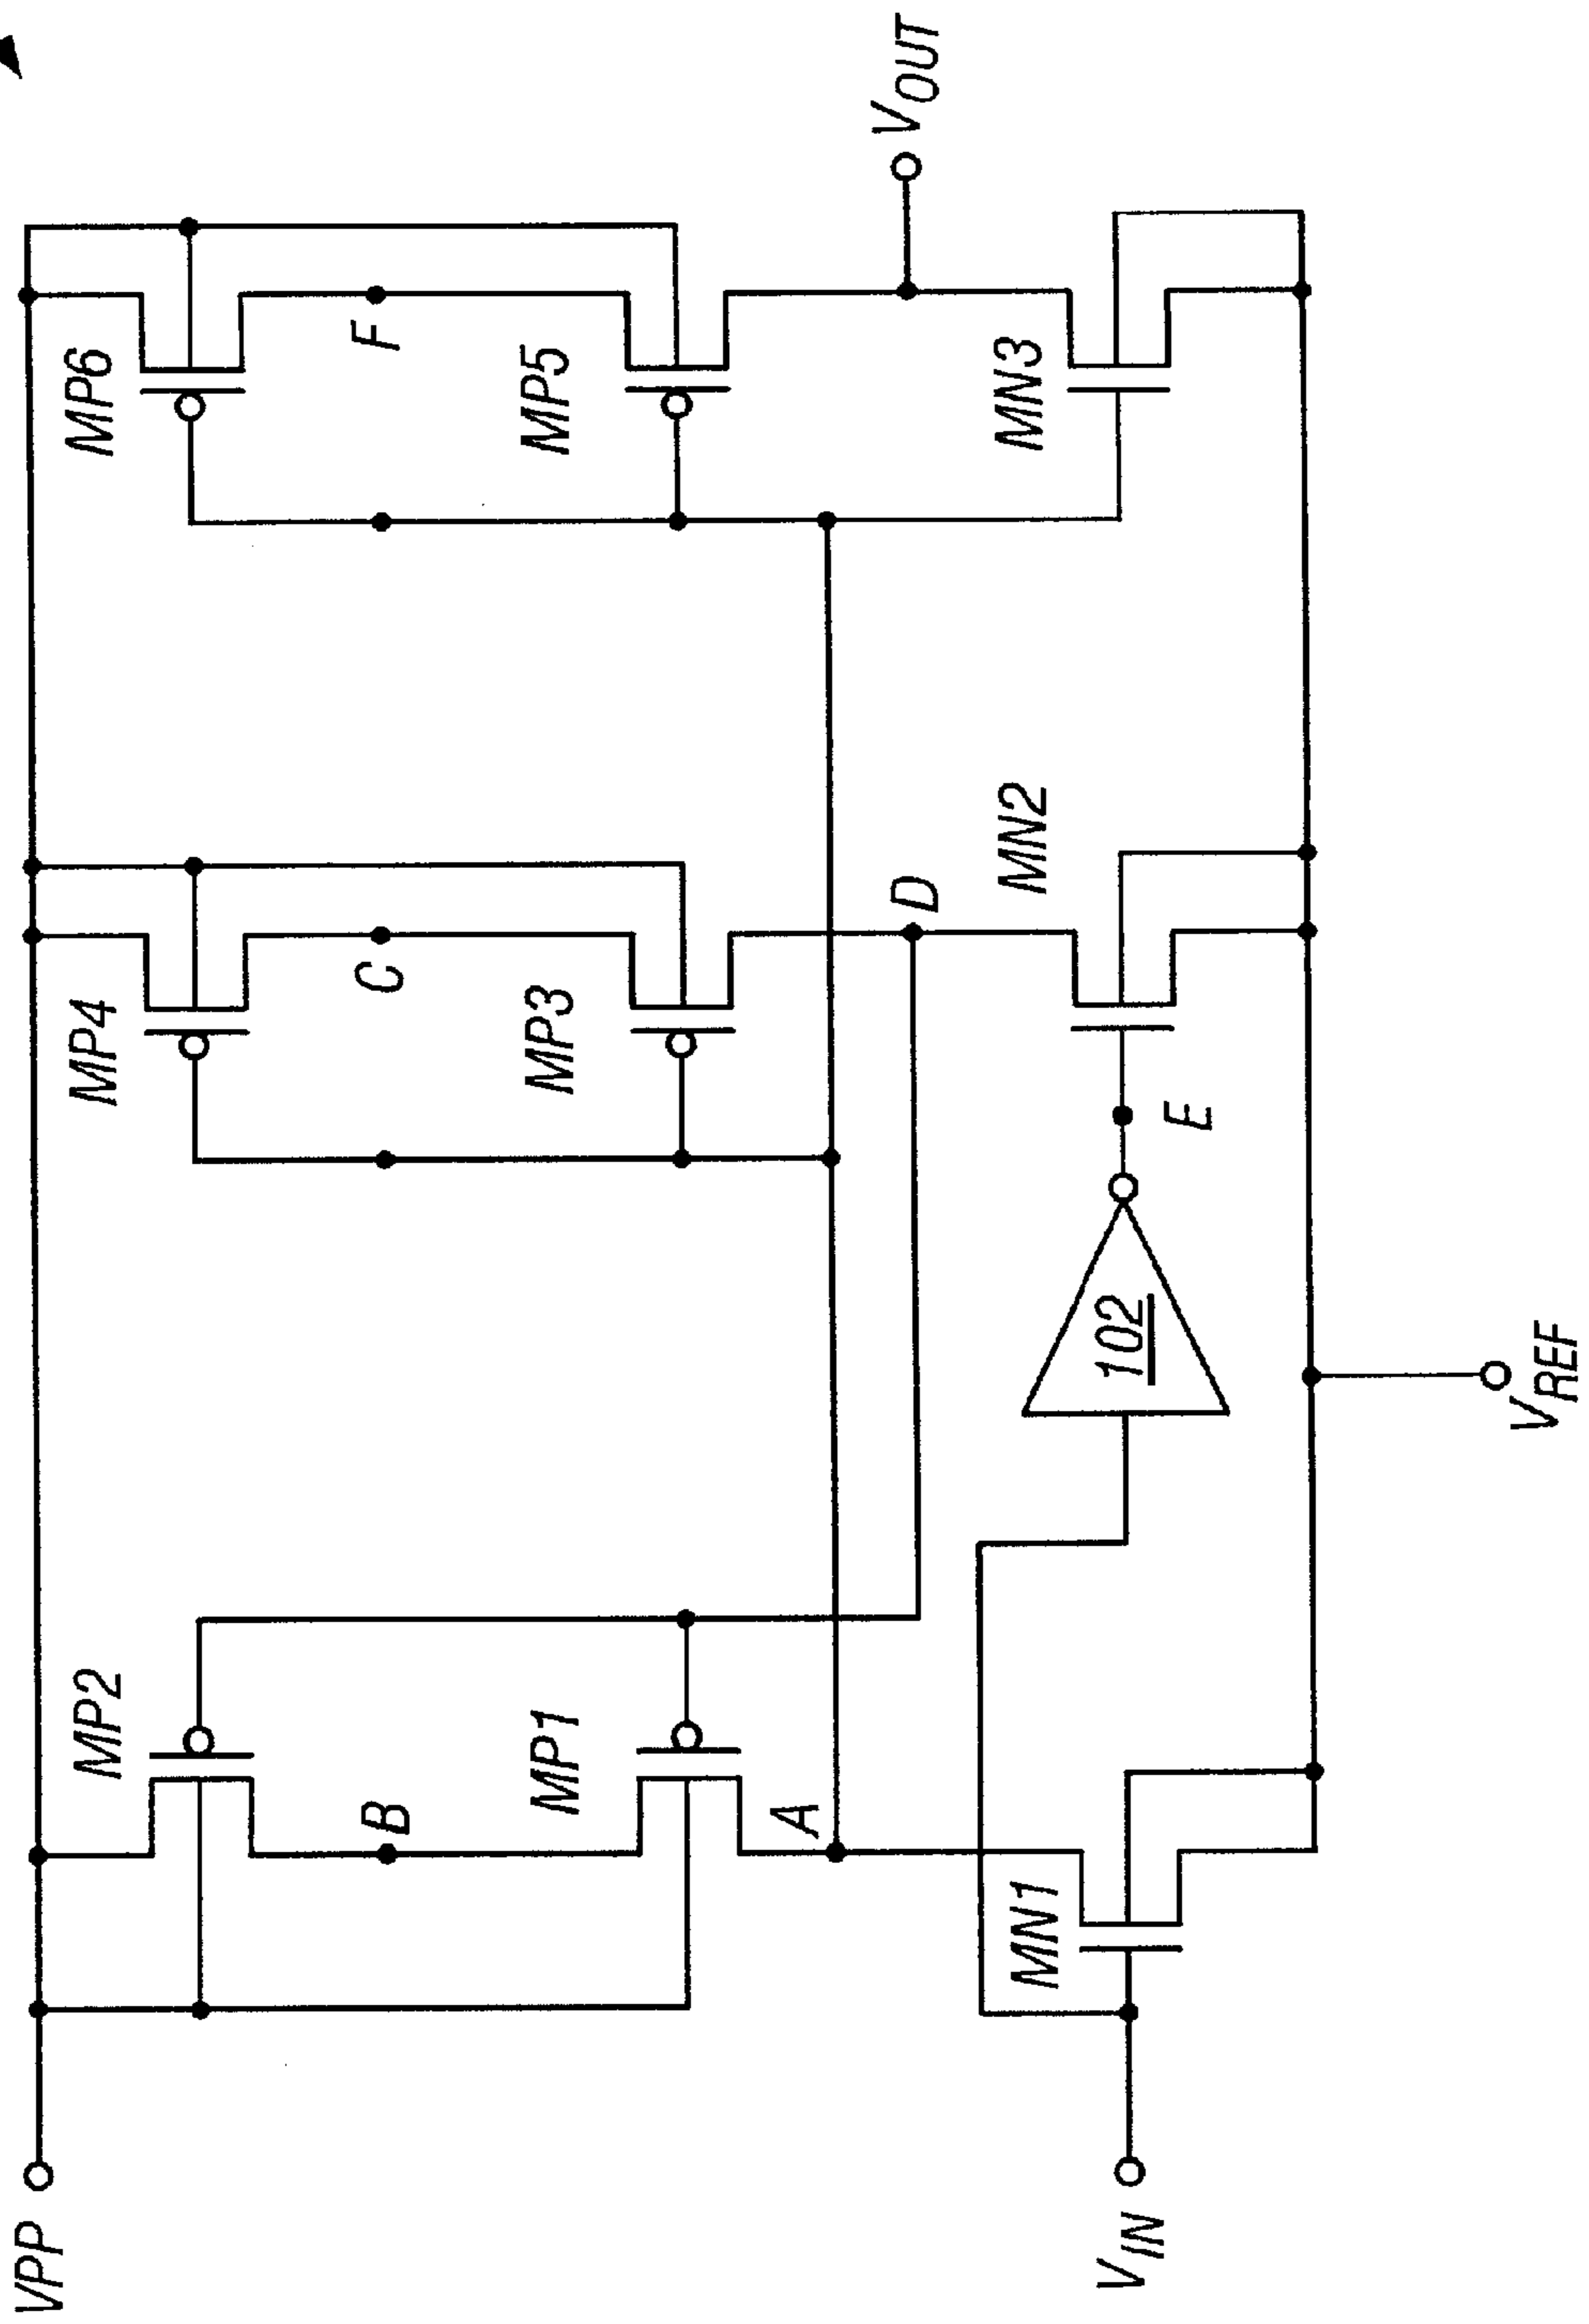 VPP
MP2
MP4
MP6
B
C
F
MP1
MP3
MP5
A
D
V_OUT
MN1
MN2
MN3
102
E
V_IN
V_REF